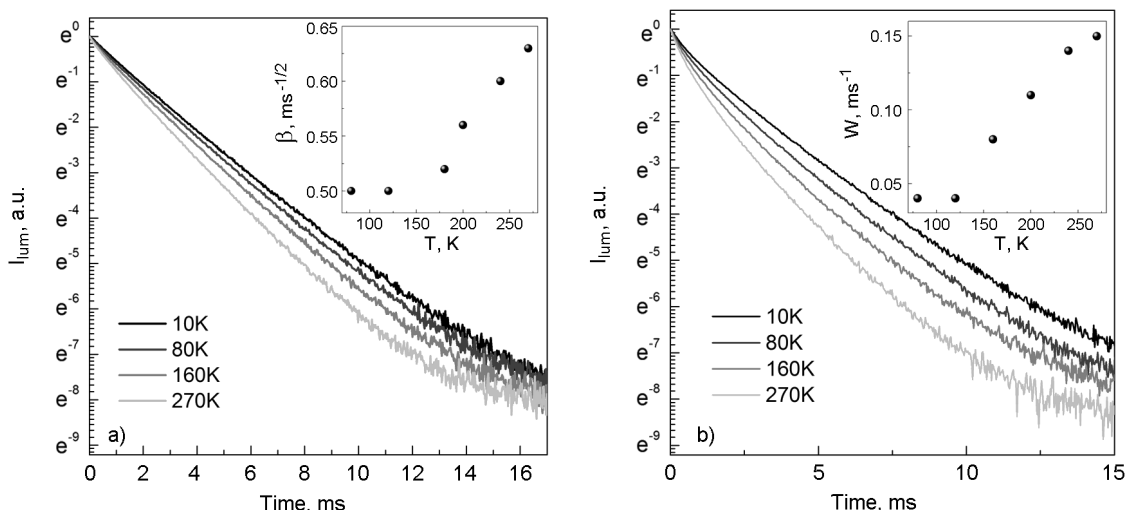 e⁰
e⁻¹
e⁻²
e⁻³
e⁻⁴
e⁻⁵
e⁻⁶
e⁻⁷
e⁻⁸
e⁻⁹
I_lum, a.u.
0 2 4 6 8 10 12 14 16
Time, ms
a)
10K
80K
160K
270K
0.65
0.60
0.55
0.50
β, ms⁻¹/²
100 150 200 250
T, K
e⁰
e⁻¹
e⁻²
e⁻³
e⁻⁴
e⁻⁵
e⁻⁶
e⁻⁷
e⁻⁸
e⁻⁹
I_lum, a.u.
0 5 10 15
Time, ms
b)
10K
80K
160K
270K
0.15
0.10
0.05
W, ms⁻¹
100 150 200 250
T, K